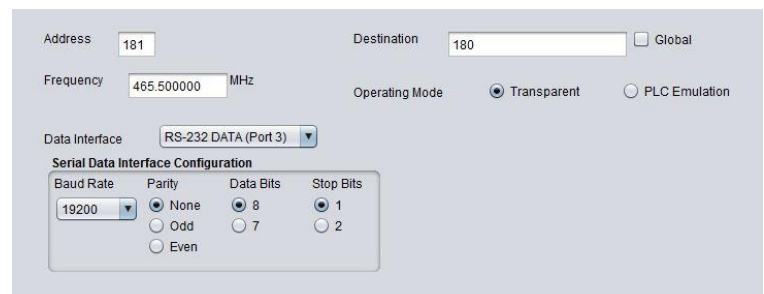 Address 181 Destination 180 Global
Frequency 465.500000 MHz Operating Mode Transparent PLC Emulation
Data Interface RS-232 DATA (Port 3)
Serial Data Interface Configuration
Baud Rate Parity Data Bits Stop Bits
19200 None 8 1
Odd 7 2
Even